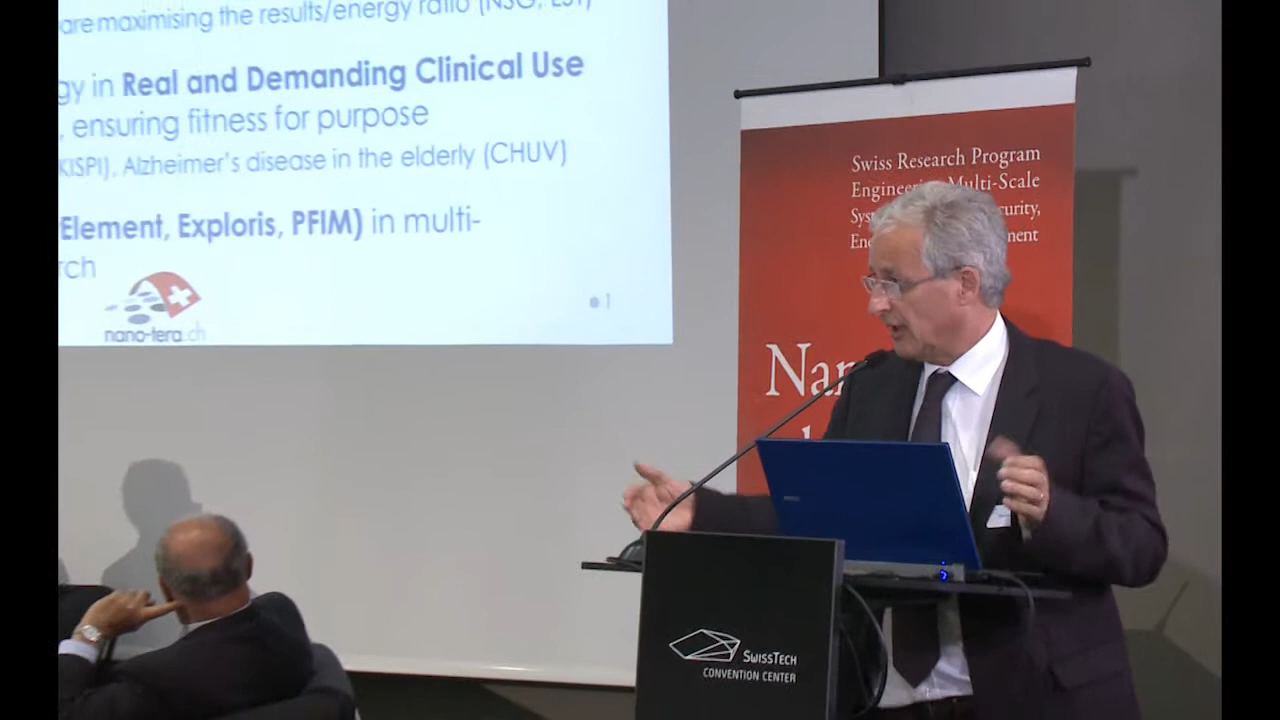 are maximising the results/energy ratio (NSG, EST)
gy in Real and Demanding Clinical Use
, ensuring fitness for purpose
KISPI), Alzheimer's disease in the elderly (CHUV)
Element, Exploris, PFIM) in multi-
rch
nano-tera.ch
1
Swiss Research Program
Engineering Multi-Scale
Sys curity,
En ment
Nan
SwissTech
CONVENTION CENTER